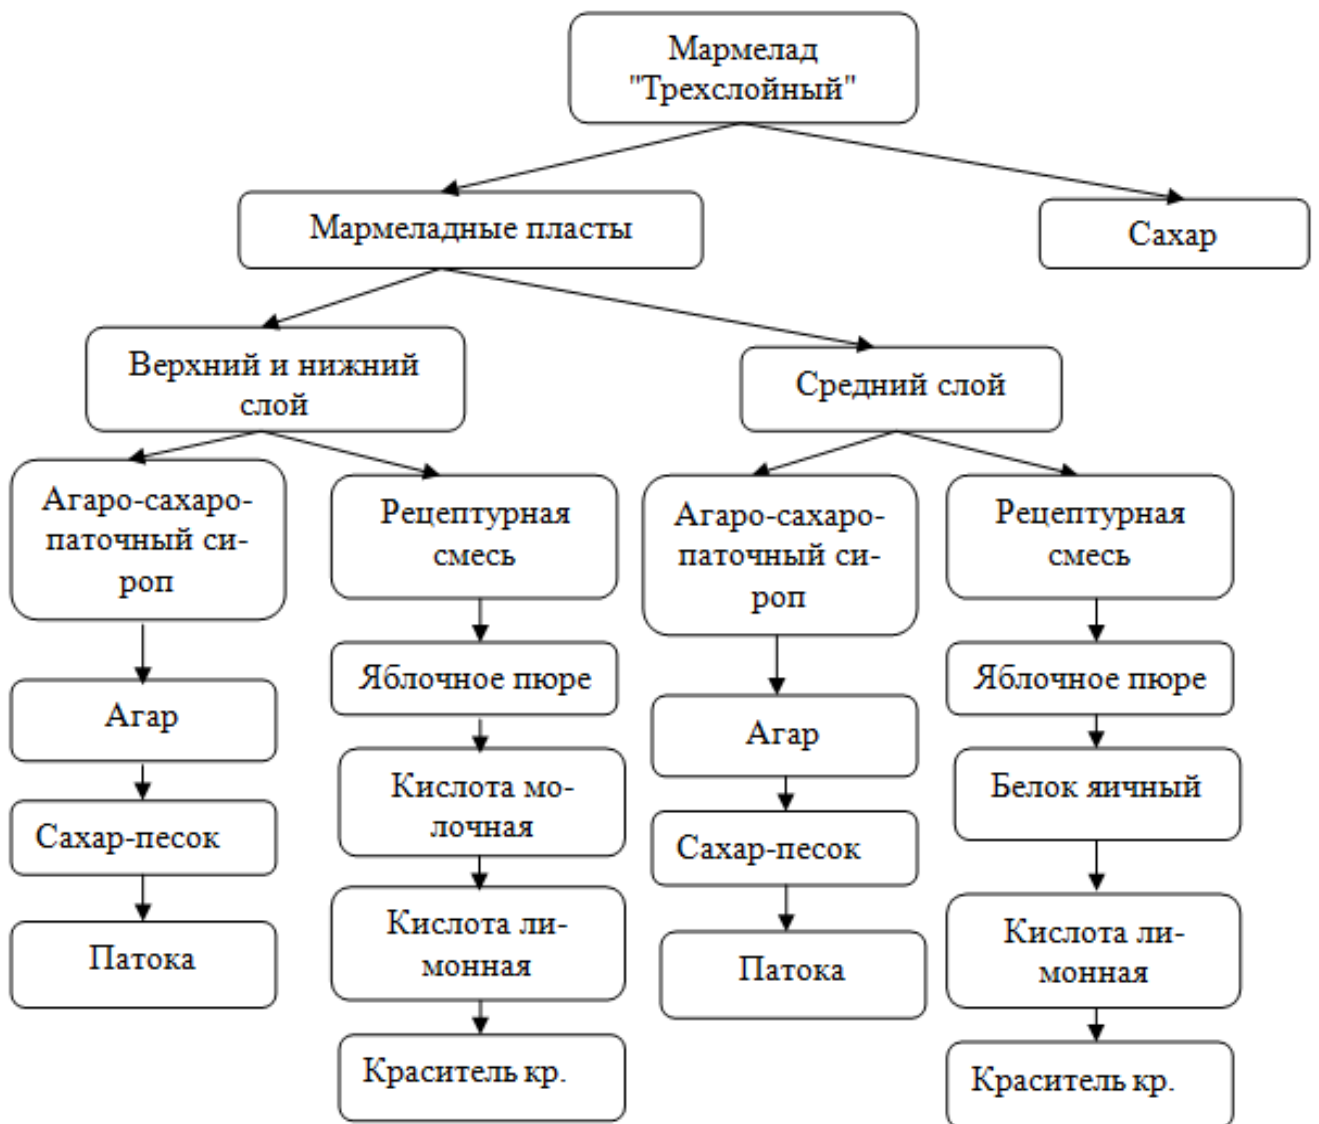 Мармелад
"Трехслойный"
Мармеладные пласты
Сахар
Верхний и нижний
слой
Средний слой
Агаро-сахаро-
паточный си-
роп
Рецептурная
смесь
Агаро-сахаро-
паточный си-
роп
Рецептурная
смесь
Яблочное пюре
Яблочное пюре
Агар
Агар
Кислота мо-
лочная
Белок яичный
Сахар-песок
Сахар-песок
Кислота ли-
монная
Кислота ли-
монная
Патока
Патока
Краситель кр.
Краситель кр.